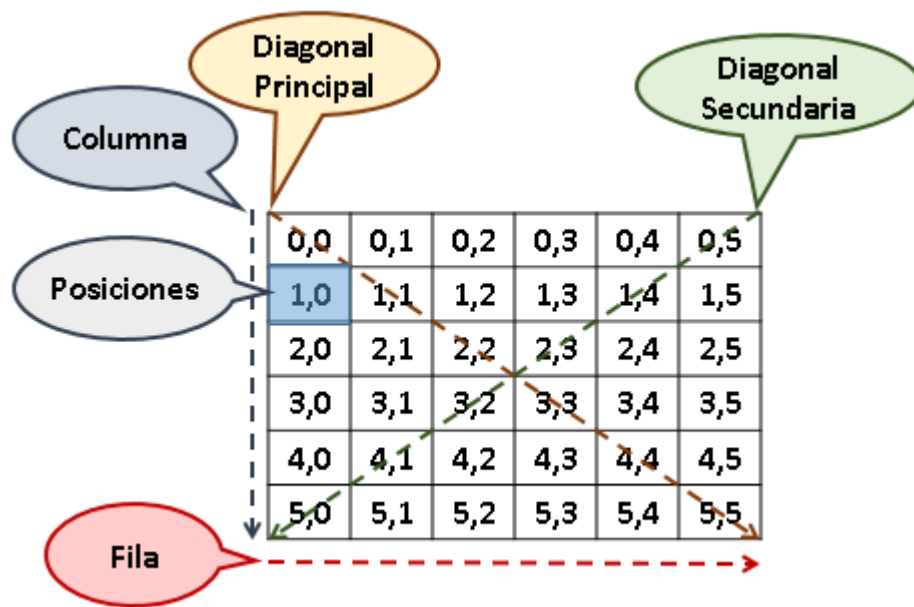 Diagonal
Principal
Diagonal
Secundaria
Columna
Posiciones
0,0 0,1 0,2 0,3 0,4 0,5
1,0 1,1 1,2 1,3 1,4 1,5
2,0 2,1 2,2 2,3 2,4 2,5
3,0 3,1 3,2 3,3 3,4 3,5
4,0 4,1 4,2 4,3 4,4 4,5
5,0 5,1 5,2 5,3 5,4 5,5
Fila